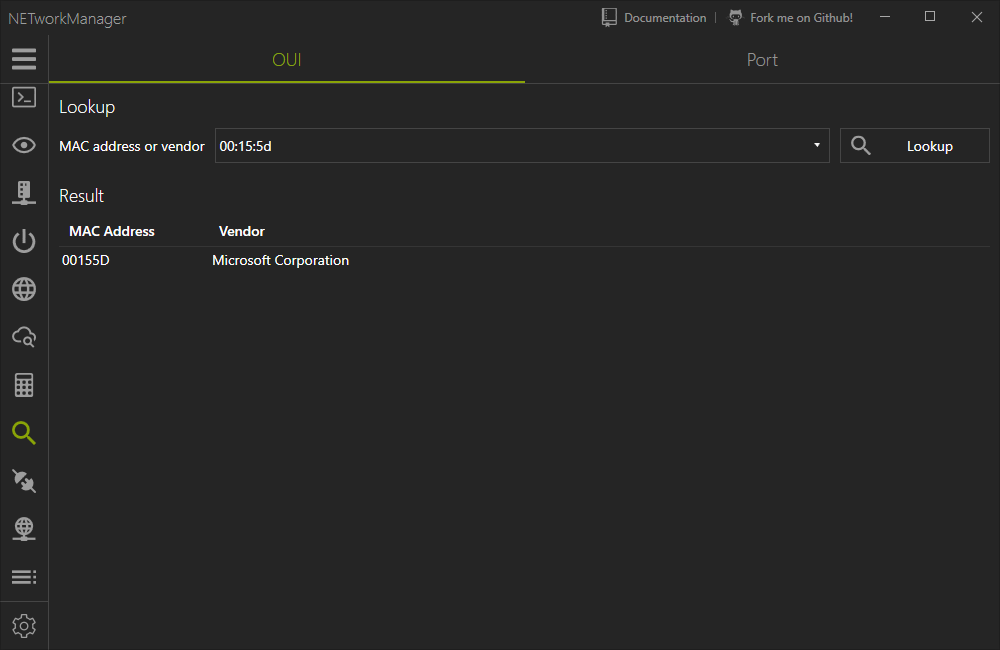 NETworkManager
Documentation
Fork me on Github!
OUI
Port
Lookup
MAC address or vendor
00:15:5d
Lookup
Result
MAC Address
Vendor
00155D
Microsoft Corporation